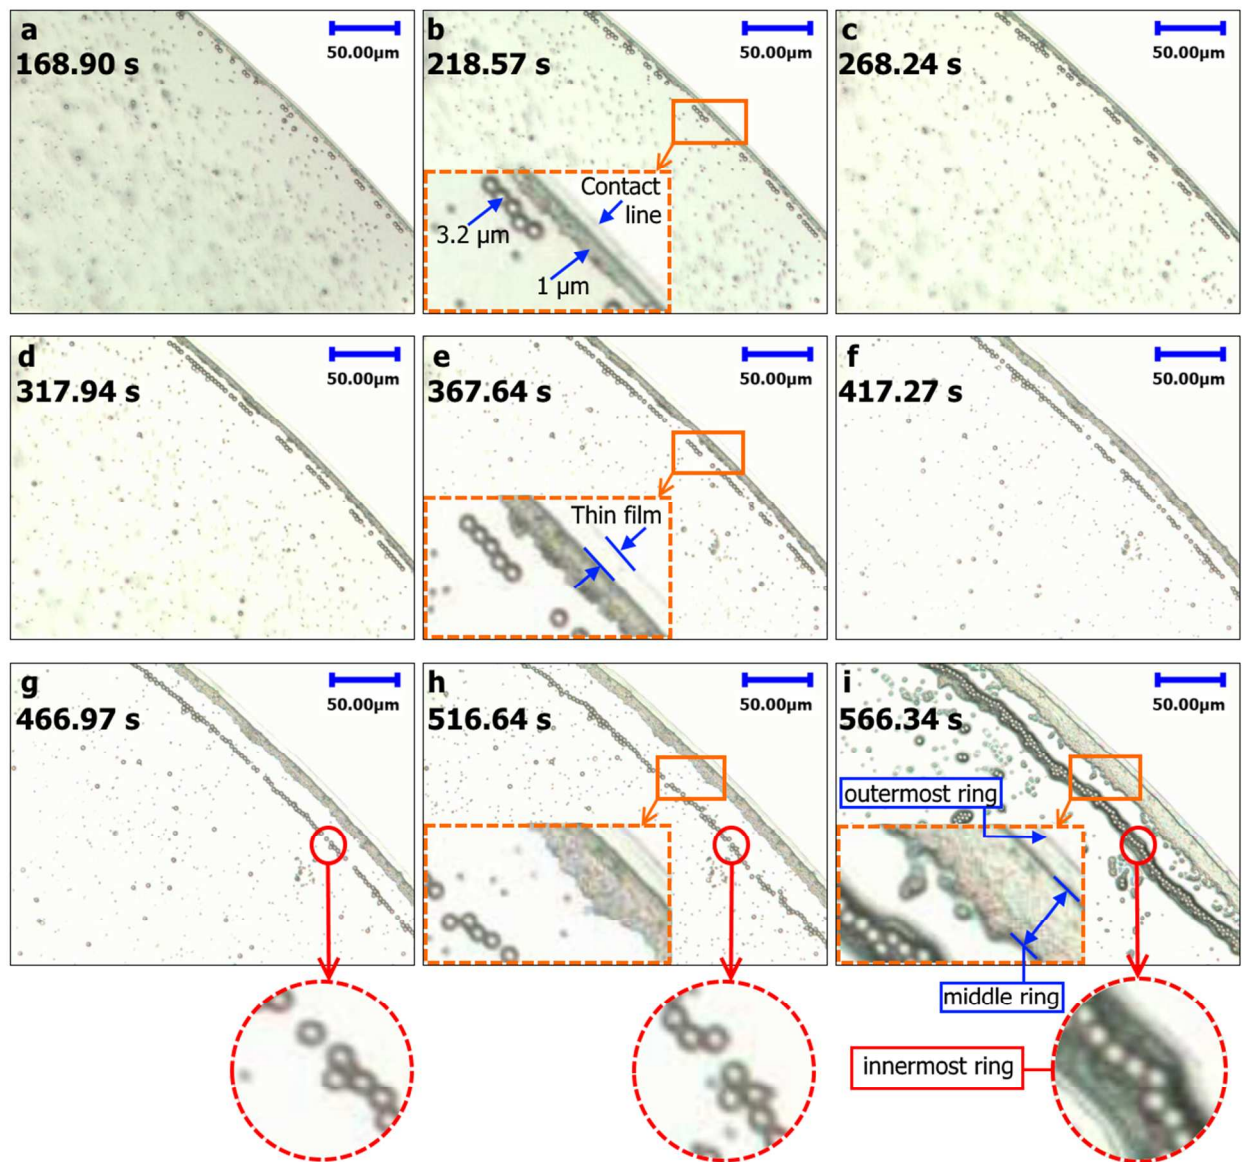 a
50.00µm
168.90 s
b
50.00µm
218.57 s
Contact
line
3.2 µm
1 µm
c
50.00µm
268.24 s
d
50.00µm
317.94 s
e
50.00µm
367.64 s
Thin film
f
50.00µm
417.27 s
g
50.00µm
466.97 s
h
50.00µm
516.64 s
i
50.00µm
566.34 s
outermost ring
middle ring
innermost ring